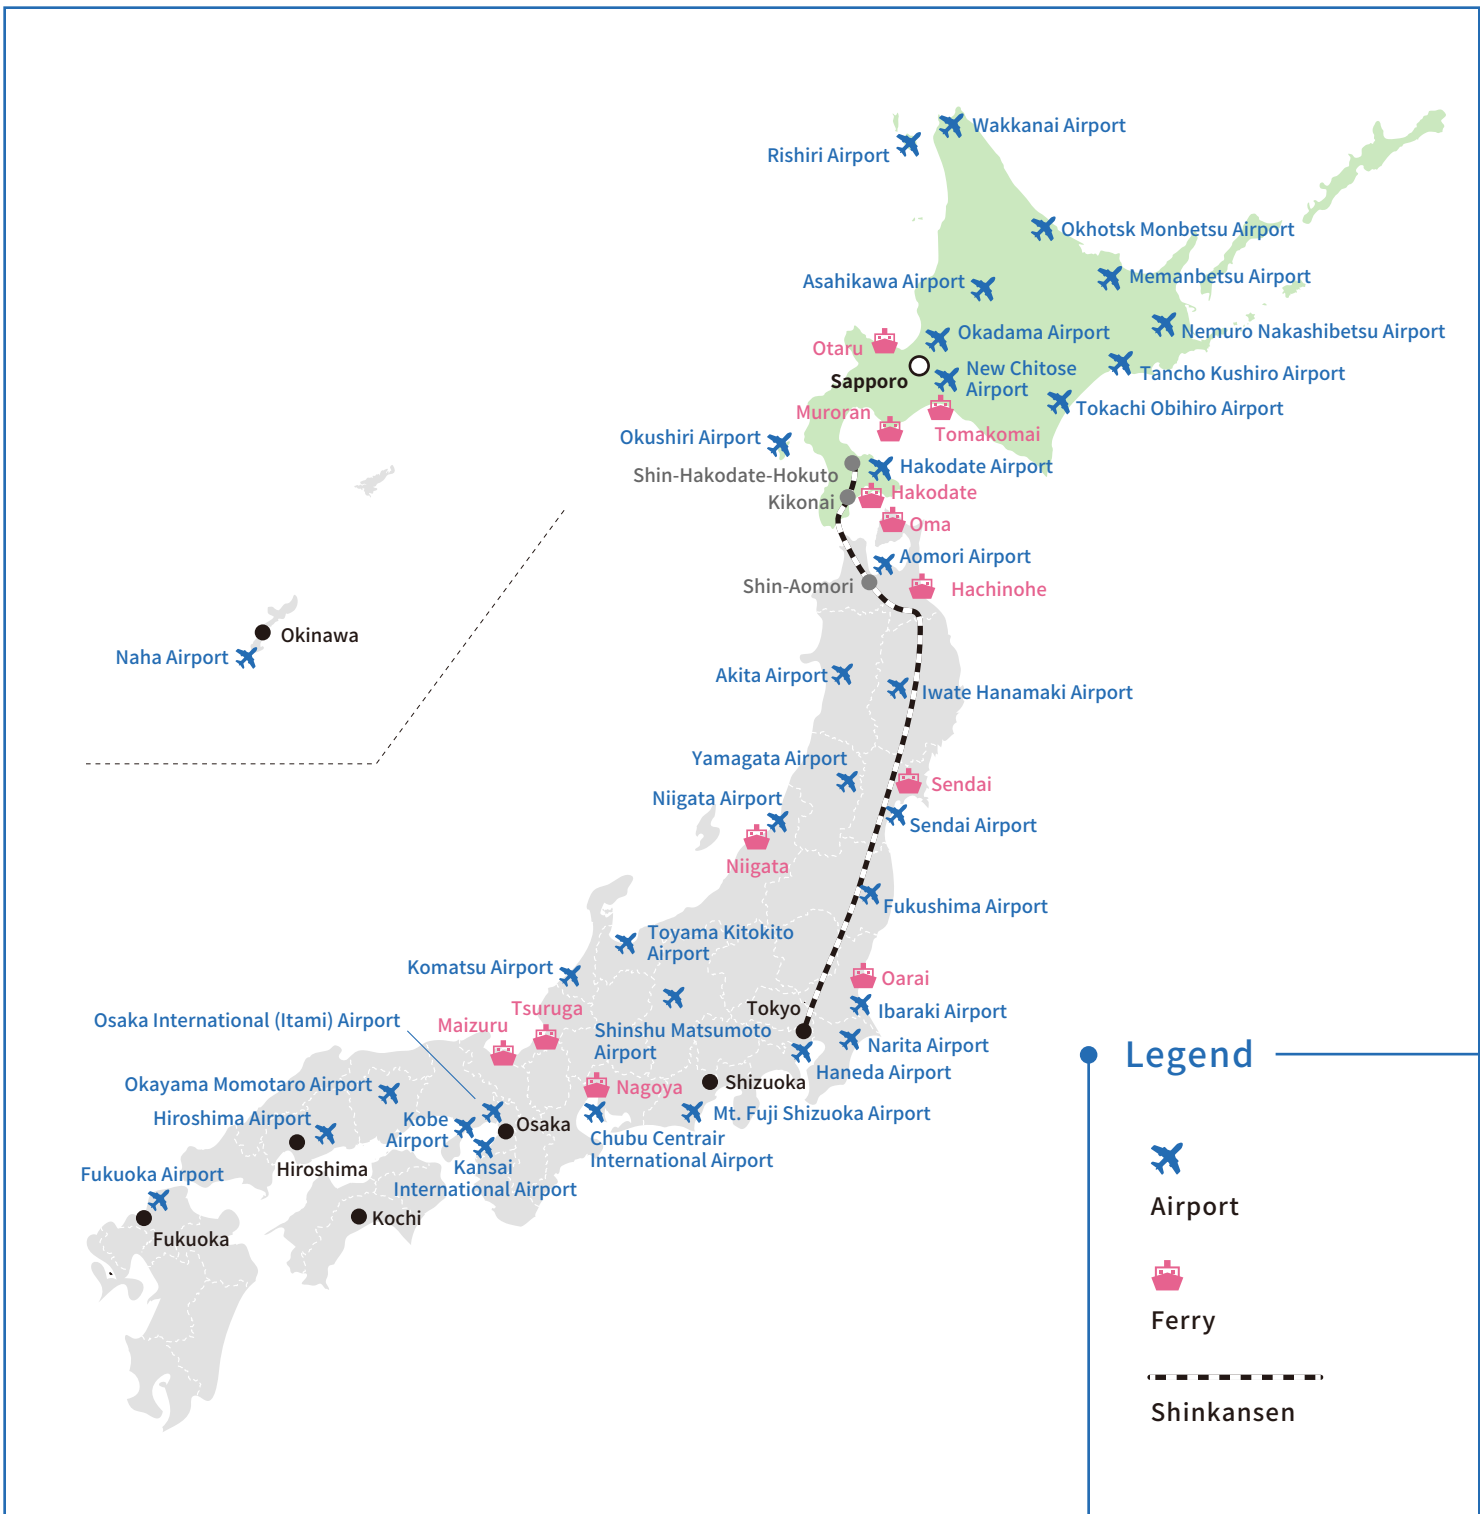 Wakkanai Airport
Rishiri Airport
Okhotsk Monbetsu Airport
Memanbetsu Airport
Asahikawa Airport
Nemuro Nakashibetsu Airport
Okadama Airport
Otaru
Sapporo
New Chitose
Airport
Tancho Kushiro Airport
Tokachi Obihiro Airport
Muroran
Tomakomai
Okushiri Airport
Hakodate Airport
Shin-Hakodate-Hokuto
Hakodate
Kikonai
Oma
Aomori Airport
Shin-Aomori
Hachinohe
Okinawa
Naha Airport
Akita Airport
Iwate Hanamaki Airport
Yamagata Airport
Sendai
Niigata Airport
Sendai Airport
Niigata
Fukushima Airport
Toyama Kitokito
Airport
Komatsu Airport
Oarai
Tsuruga
Tokyo
Ibaraki Airport
Osaka International (Itami) Airport
Maizuru
Shinshu Matsumoto
Airport
Narita Airport
Haneda Airport
Legend
Okayama Momotaro Airport
Nagoya
Shizuoka
Hiroshima Airport
Kobe
Airport
Osaka
Mt. Fuji Shizuoka Airport
Chubu Centrair
International Airport
Hiroshima
Kansai
International Airport
Fukuoka Airport
Kochi
Fukuoka
Airport
Ferry
Shinkansen